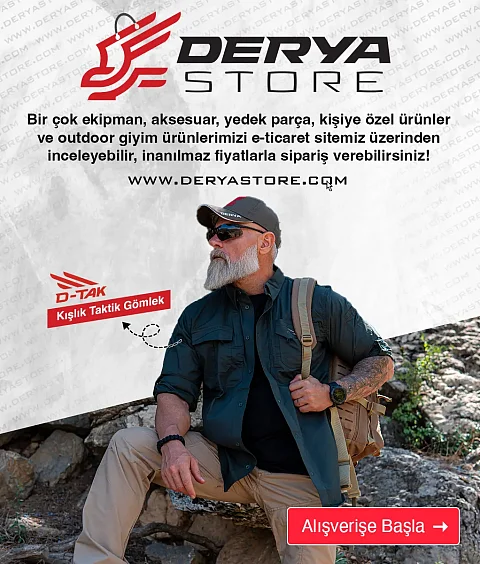 DERYA
STORE
Bir çok ekipman, aksesuar, yedek parça, kişiye özel ürünler
ve outdoor giyim ürünlerimizi e-ticaret sitemiz üzerinden
inceleyebilir, inanılmaz fiyatlarla sipariş verebilirsiniz!
WWW.DERYASTORE.COM
DERYA
D-TAK
Kışlık Taktik Gömlek
Alışverişe Başla →